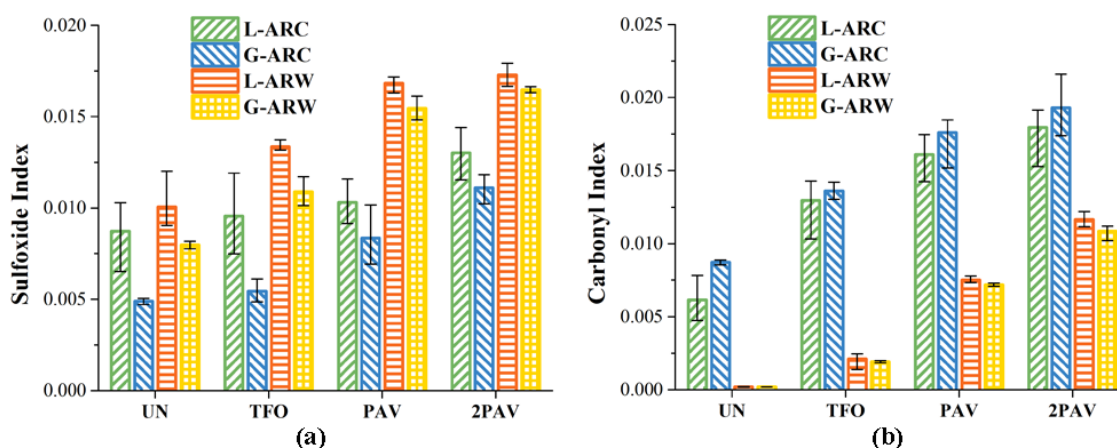 0.020
0.015
0.010
0.005
0.000
Sulfoxide Index
L-ARC
G-ARC
L-ARW
G-ARW
UN
TFO
PAV
2PAV
(a)
0.025
0.020
0.015
0.010
0.005
0.000
Carbonyl Index
L-ARC
G-ARC
L-ARW
G-ARW
UN
TFO
PAV
2PAV
(b)